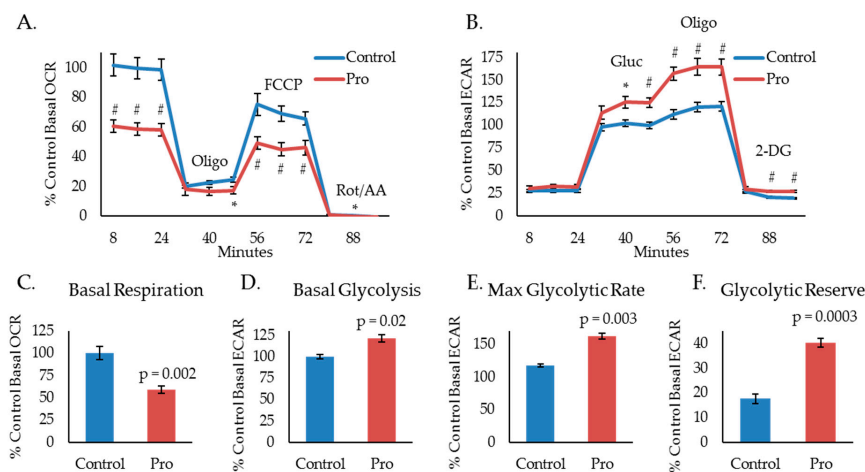 A.
% Control Basal OCR
100
80
60
40
20
0
8 24 40 56 72 88
Minutes
Control
Pro
# # #
Oligo
*
FCCP
# # #
Rot/AA
*
B.
% Control Basal ECAR
175
150
125
100
75
50
25
0
8 24 40 56 72 88
Minutes
Control
Pro
Gluc
* #
Oligo
# # #
2-DG
# #
C. Basal Respiration
% Control Basal OCR
125
100
75
50
25
0
p = 0.002
Control Pro
D. Basal Glycolysis
% Control Basal ECAR
150
125
100
75
50
25
0
p = 0.02
Control Pro
E. Max Glycolytic Rate
% Control Basal ECAR
150
100
50
0
p = 0.003
Control Pro
F. Glycolytic Reserve
% Control Basal ECAR
40
30
20
10
0
p = 0.0003
Control Pro